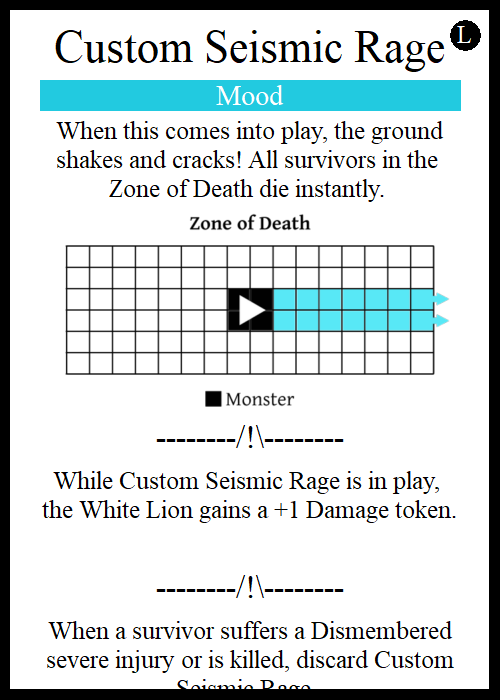 Custom Seismic Rage
L
Mood
When this comes into play, the ground
shakes and cracks! All survivors in the
Zone of Death die instantly.
Zone of Death
Monster
--------/!\--------
While Custom Seismic Rage is in play,
the White Lion gains a +1 Damage token.
--------/!\--------
When a survivor suffers a Dismembered
severe injury or is killed, discard Custom
Seismic Rage